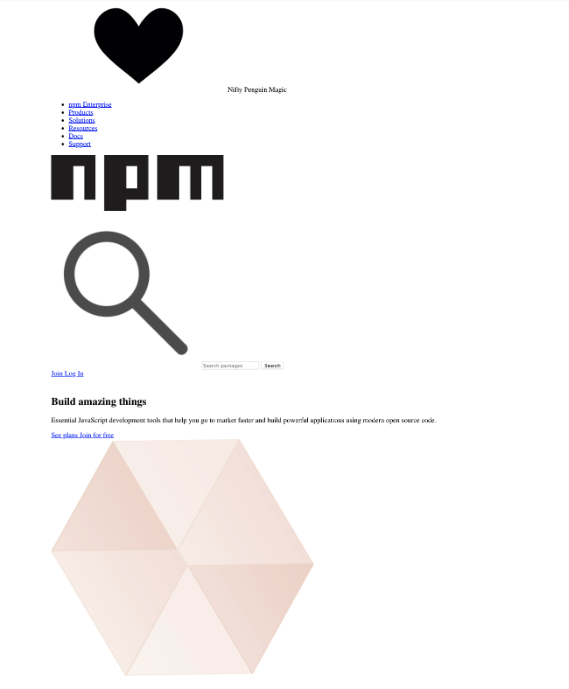 Nifty Penguin Magic
npm Enterprise
Products
Solutions
Resources
Docs
Support
npm
Search packages Search
Join Log In
Build amazing things
Essential JavaScript development tools that help you go to market faster and build powerful applications using modern open source code.
See plans Join for free